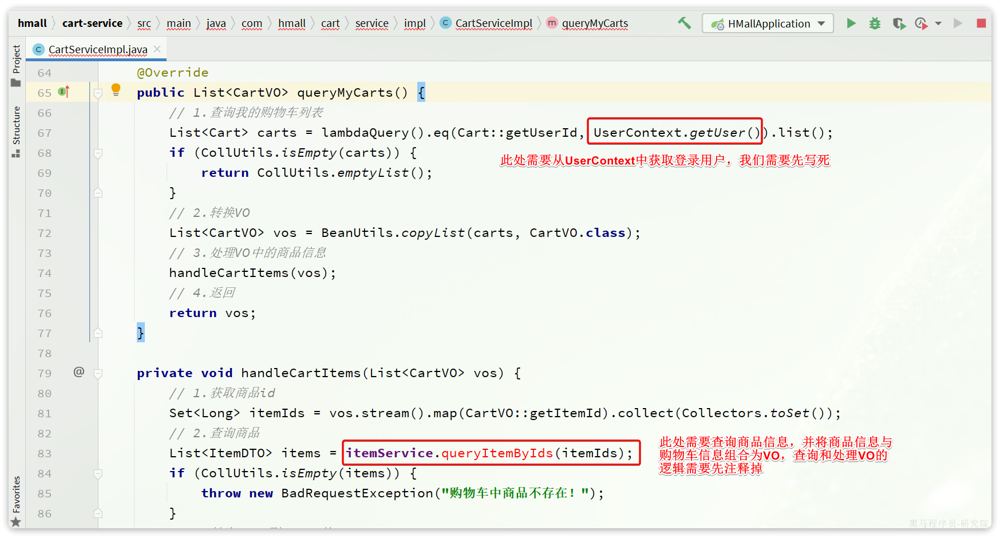 hmall cart-service src main java com hmall cart service impl CartServiceImpl queryMyCarts HMallApplication
CartServiceImpl.java
Project
Structure
Favorites
64 @Override
65 public List<CartVO> queryMyCarts() {
66 // 1.查询我的购物车列表
67 List<Cart> carts = lambdaQuery().eq(Cart::getUserId, UserContext.getUser()).list();
68 if (CollUtils.isEmpty(carts)) {
此处需要从UserContext中获取登录用户，我们需要先写死
69 return CollUtils.emptyList();
70 }
71 // 2.转换VO
72 List<CartVO> vos = BeanUtils.copyList(carts, CartVO.class);
73 // 3.处理VO中的商品信息
74 handleCartItems(vos);
75 // 4.返回
76 return vos;
77 }
78
79 private void handleCartItems(List<CartVO> vos) {
80 // 1.获取商品id
81 Set<Long> itemIds = vos.stream().map(CartVO::getItemId).collect(Collectors.toSet());
82 // 2.查询商品
83 List<ItemDTO> items = itemService.queryItemByIds(itemIds);
此处需要查询商品信息，并将商品信息与
购物车信息组合为VO，查询和处理VO的
逻辑需要先注释掉
84 if (CollUtils.isEmpty(items)) {
85 throw new BadRequestException("购物车中商品不存在！");
86 }
黑马程序员-研究院